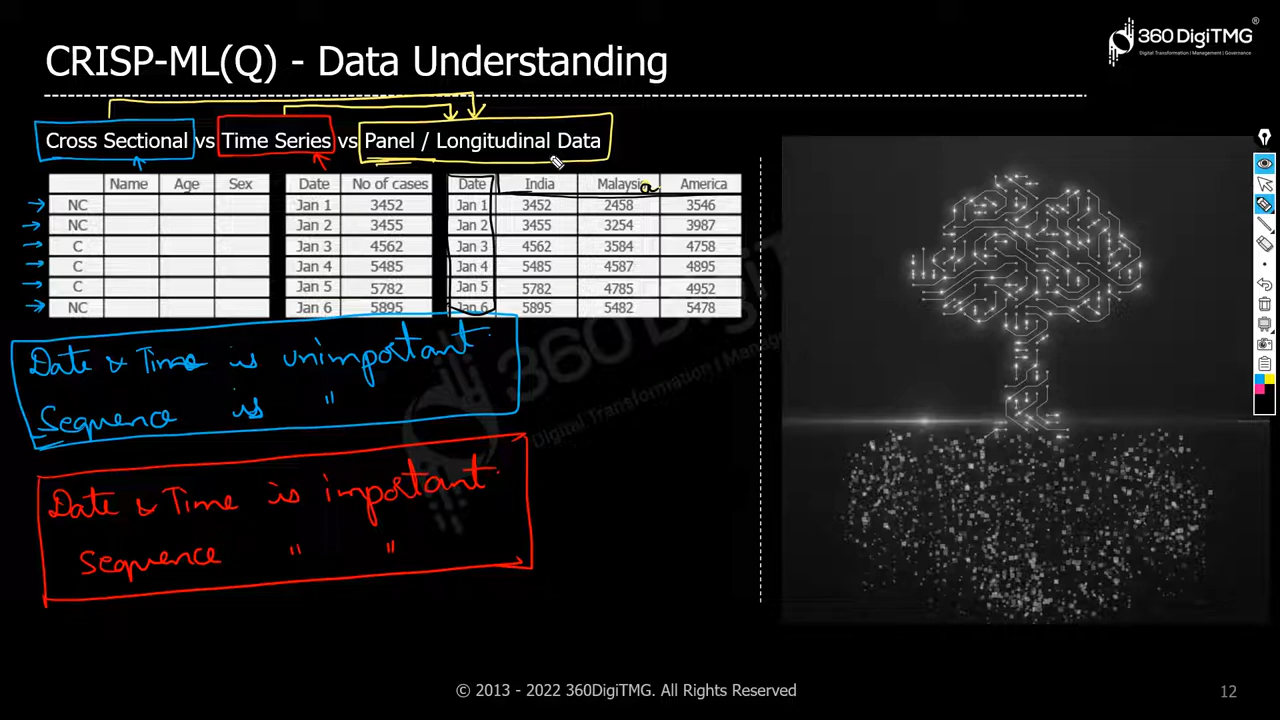 360 DigiTMG ®
Digital Transformation | Management | Governance
CRISP-ML(Q) - Data Understanding
Cross Sectional vs Time Series vs Panel / Longitudinal Data
Name Age Sex
NC
NC
C
C
C
NC
Date No of cases
Jan 1 3452
Jan 2 3455
Jan 3 4562
Jan 4 5485
Jan 5 5782
Jan 6 5895
Date India Malaysia America
Jan 1 3452 2458 3546
Jan 2 3455 3254 3987
Jan 3 4562 3584 4758
Jan 4 5485 4587 4895
Jan 5 5782 4785 4952
Jan 6 5895 5482 5478
Date & Time is unimportant.
Sequence is "
Date & Time is important.
Sequence " "
© 2013 - 2022 360DigiTMG. All Rights Reserved
12